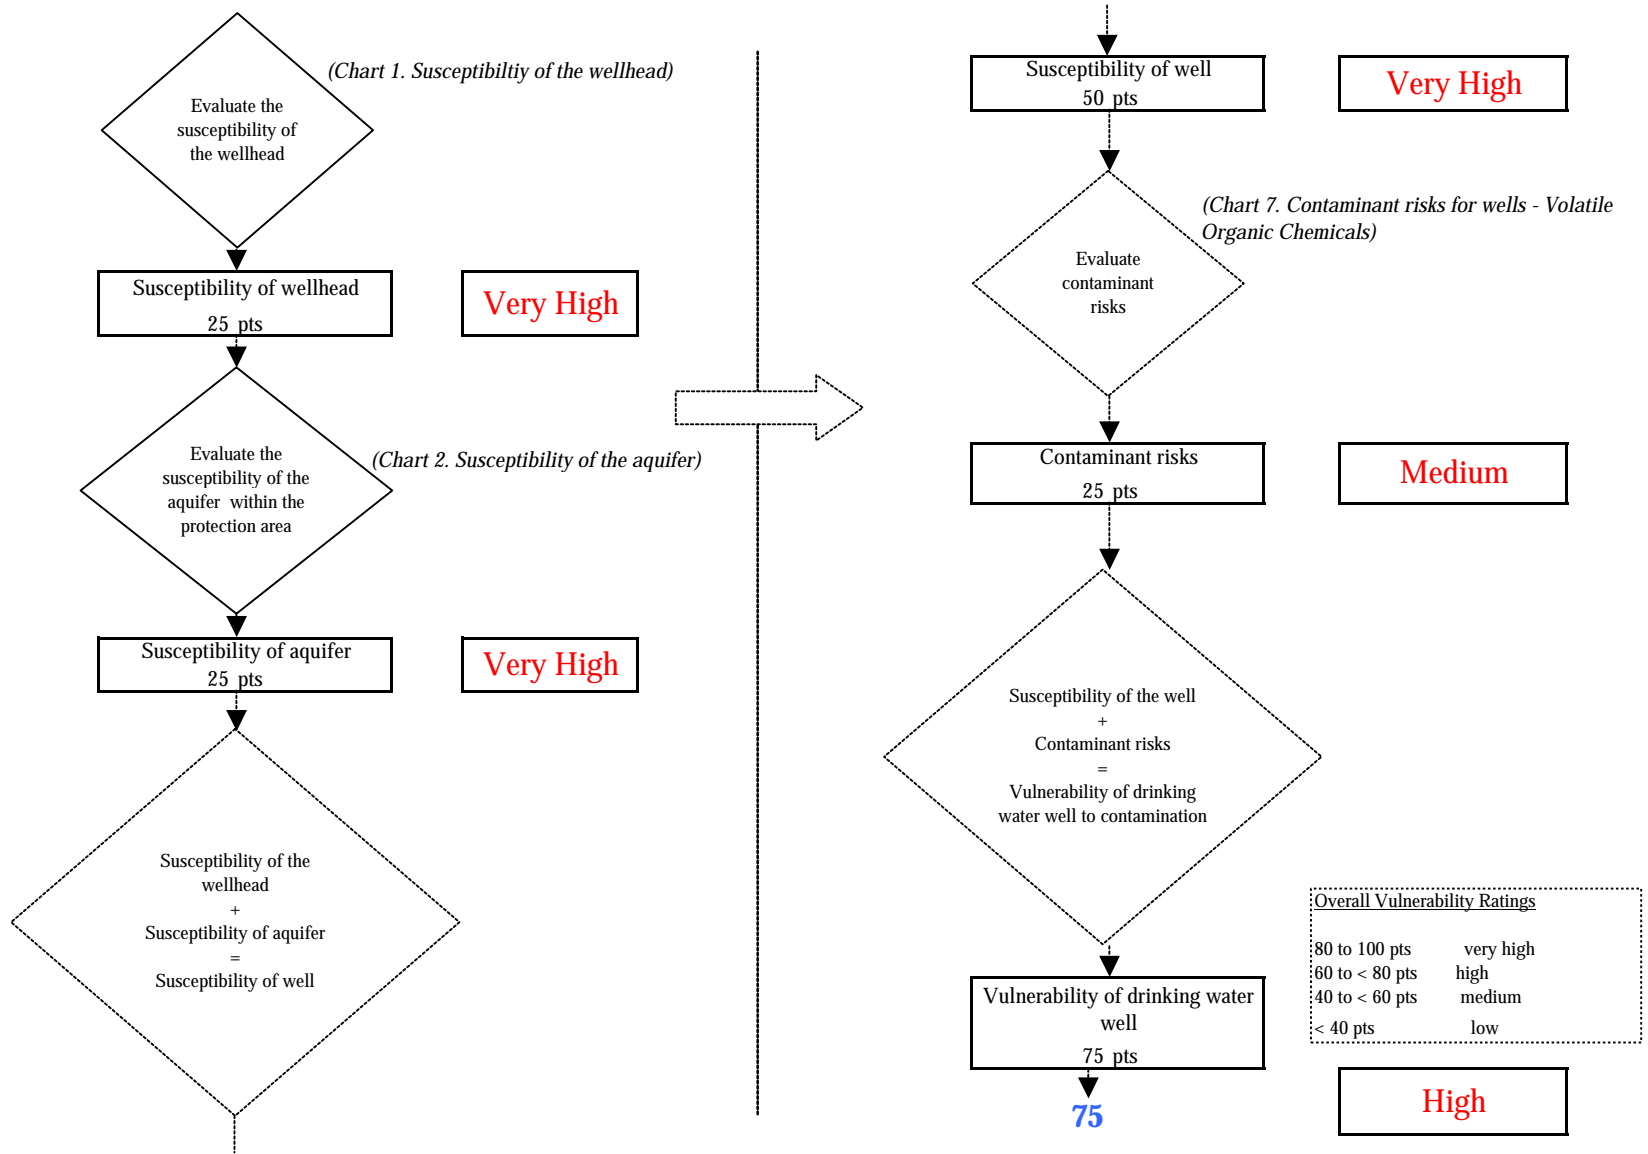 (Chart 1. Susceptibiltiy of the wellhead)
Evaluate the
susceptibility of
the wellhead
Susceptibility of wellhead
25 pts
Very High
Evaluate the
susceptibility of the
aquifer within the
protection area
(Chart 2. Susceptibility of the aquifer)
Susceptibility of aquifer
25 pts
Very High
Susceptibility of the
wellhead
+
Susceptibility of aquifer
=
Susceptibility of well
Susceptibility of well
50 pts
Very High
(Chart 7. Contaminant risks for wells - Volatile
Organic Chemicals)
Evaluate
contaminant
risks
Contaminant risks
25 pts
Medium
Susceptibility of the well
+
Contaminant risks
=
Vulnerability of drinking
water well to contamination
Vulnerability of drinking water
well
75 pts
75
Overall Vulnerability Ratings
80 to 100 pts very high
60 to < 80 pts high
40 to < 60 pts medium
< 40 pts low
High